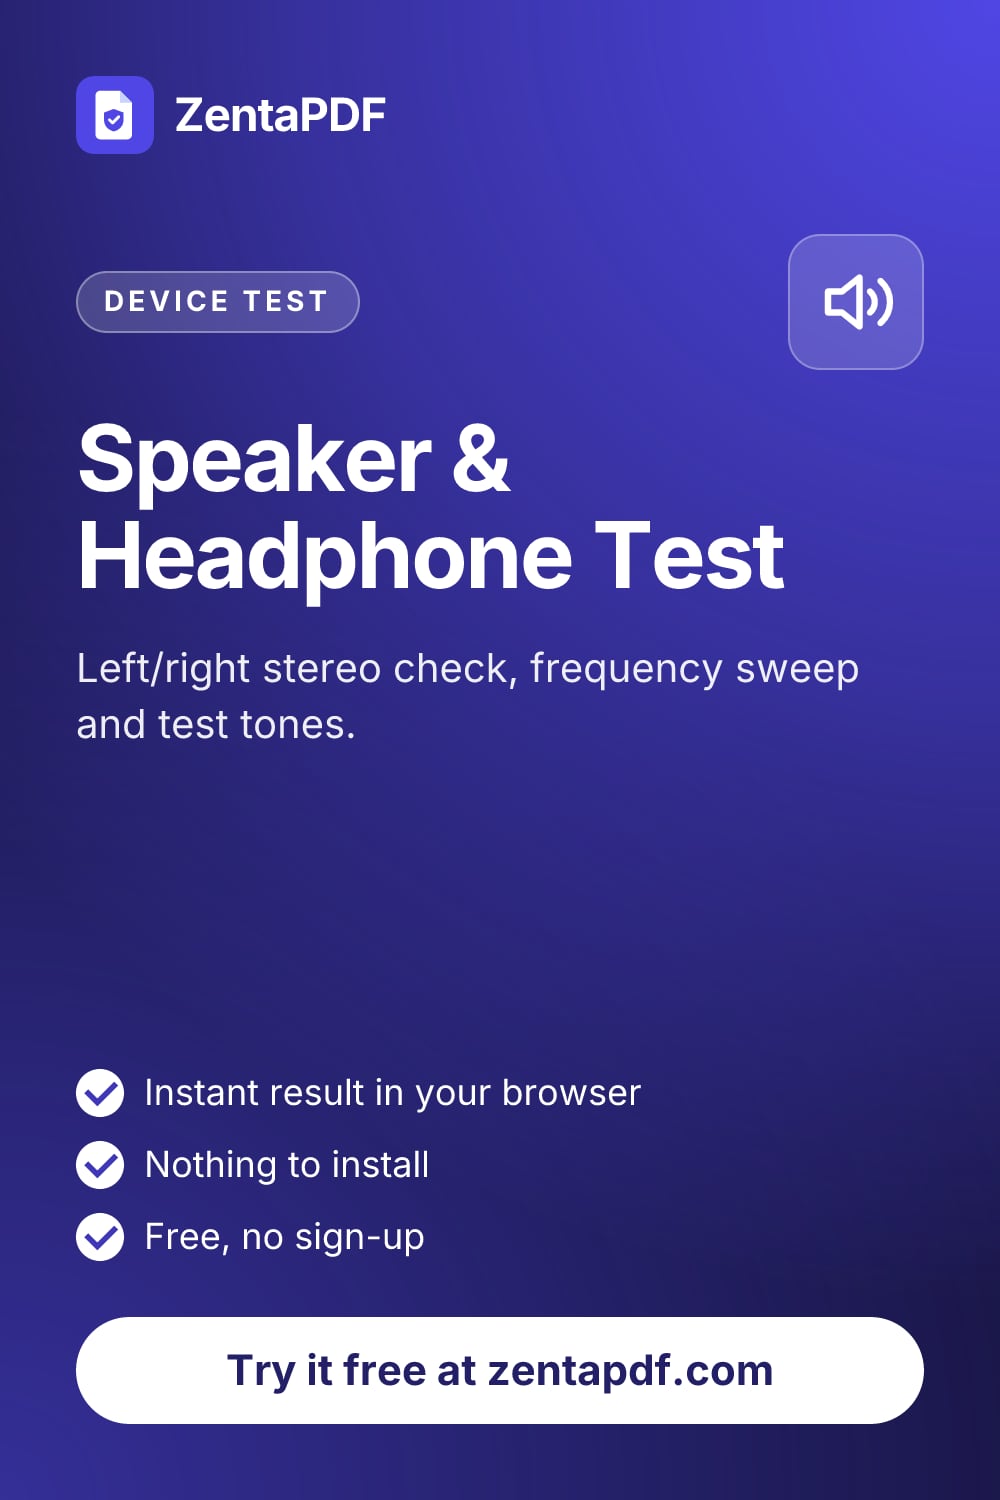 ZentaPDF
DEVICE TEST
Speaker &
Headphone Test
Left/right stereo check, frequency sweep
and test tones.
Instant result in your browser
Nothing to install
Free, no sign-up
Try it free at zentapdf.com